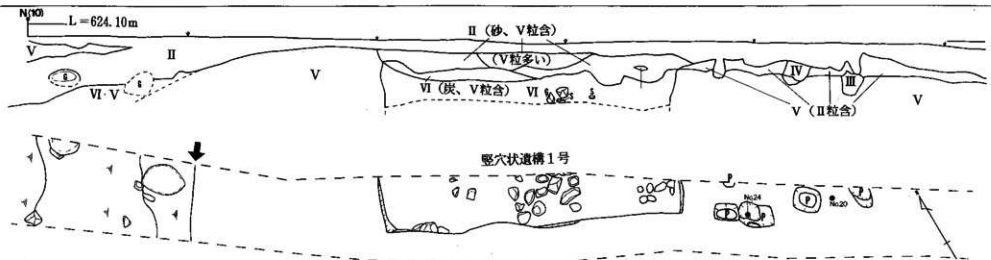 N(10)
L=624.10m
II (砂、V粒含)
V
II
(V粒多い)
G
G
V
IV
VI・V
VI (炭、V粒含)
VI
S
III
V (II粒含)
V
竪穴状遺構1号
P
No.24
P
P
P
No.20
P